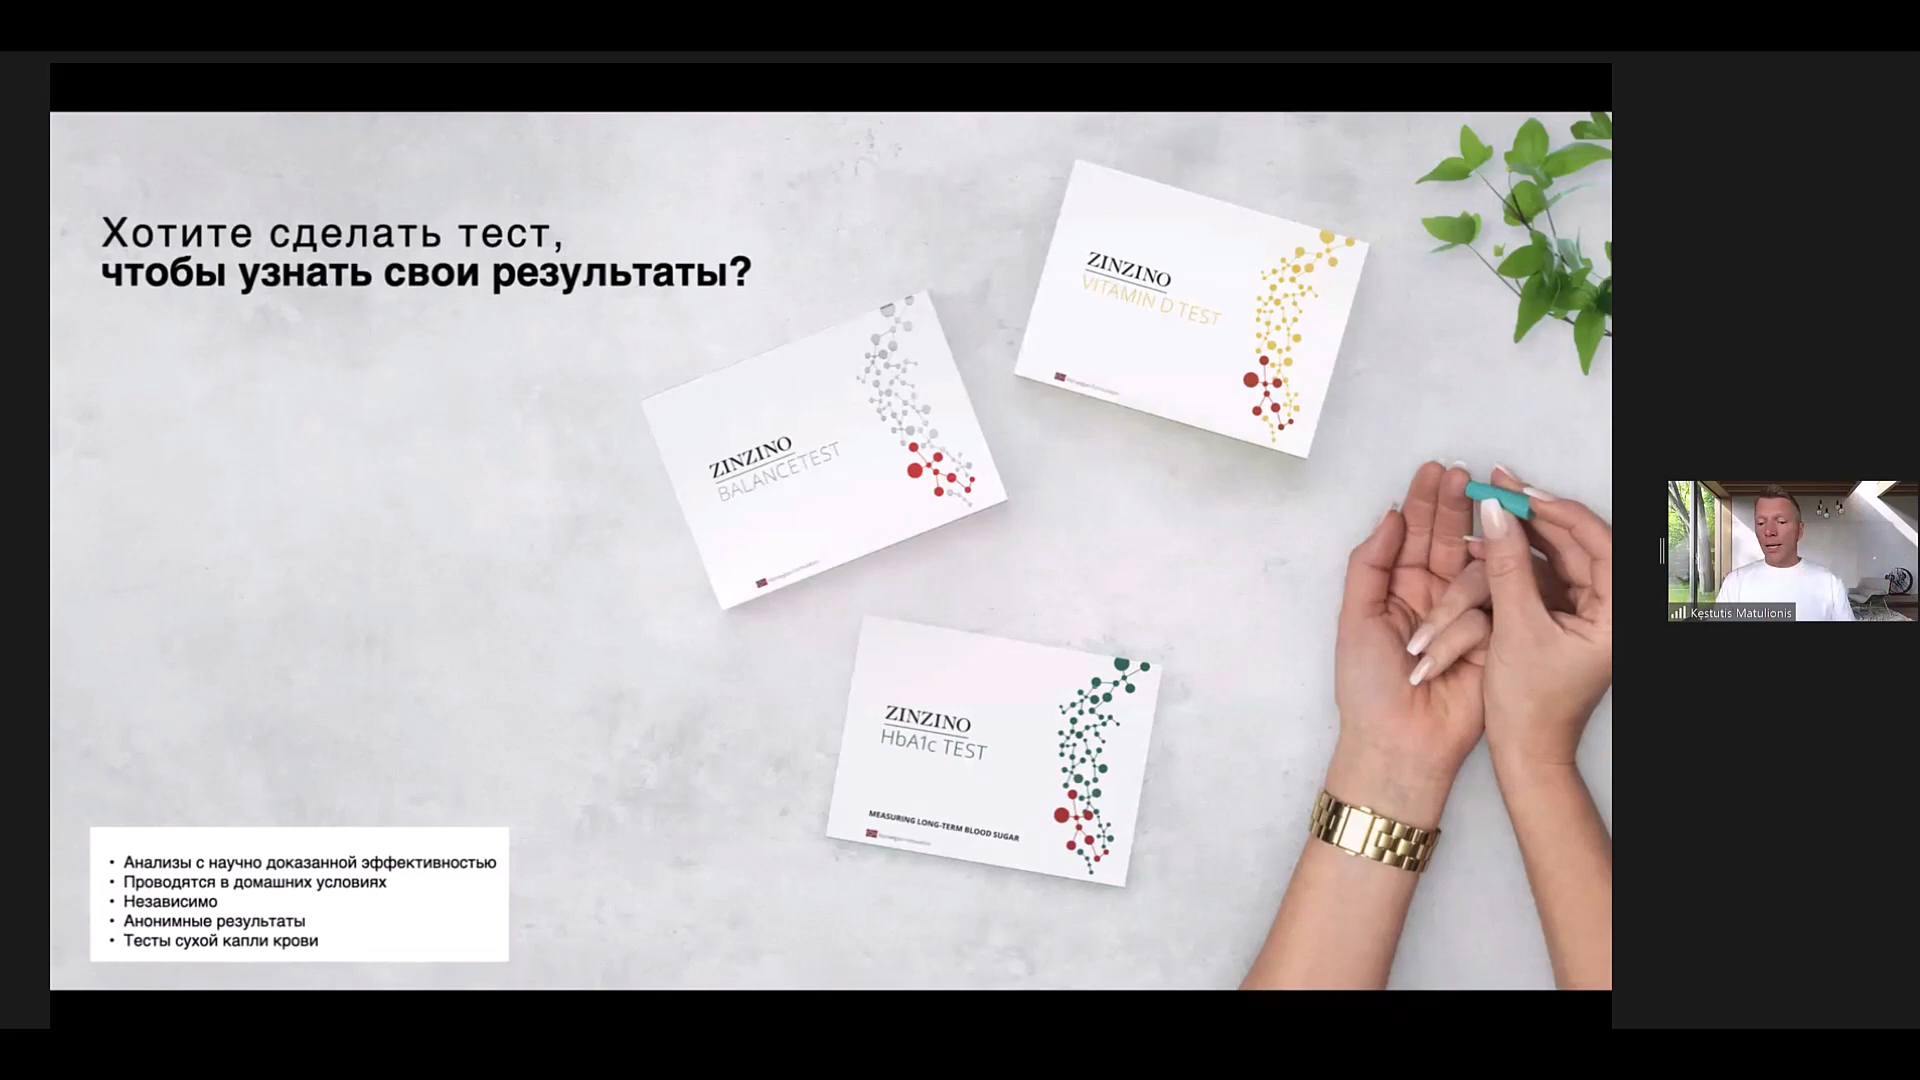 Хотите сделать тест,
чтобы узнать свои результаты?
ZINZINO
VITAMIN D TEST
ZINZINO
BALANCETEST
ZINZINO
HbA1c TEST
MEASURING LONG-TERM BLOOD SUGAR
• Анализы с научно доказанной эффективностью
• Проводятся в домашних условиях
• Независимо
• Анонимные результаты
• Тесты сухой капли крови
Kęstutis Matulionis